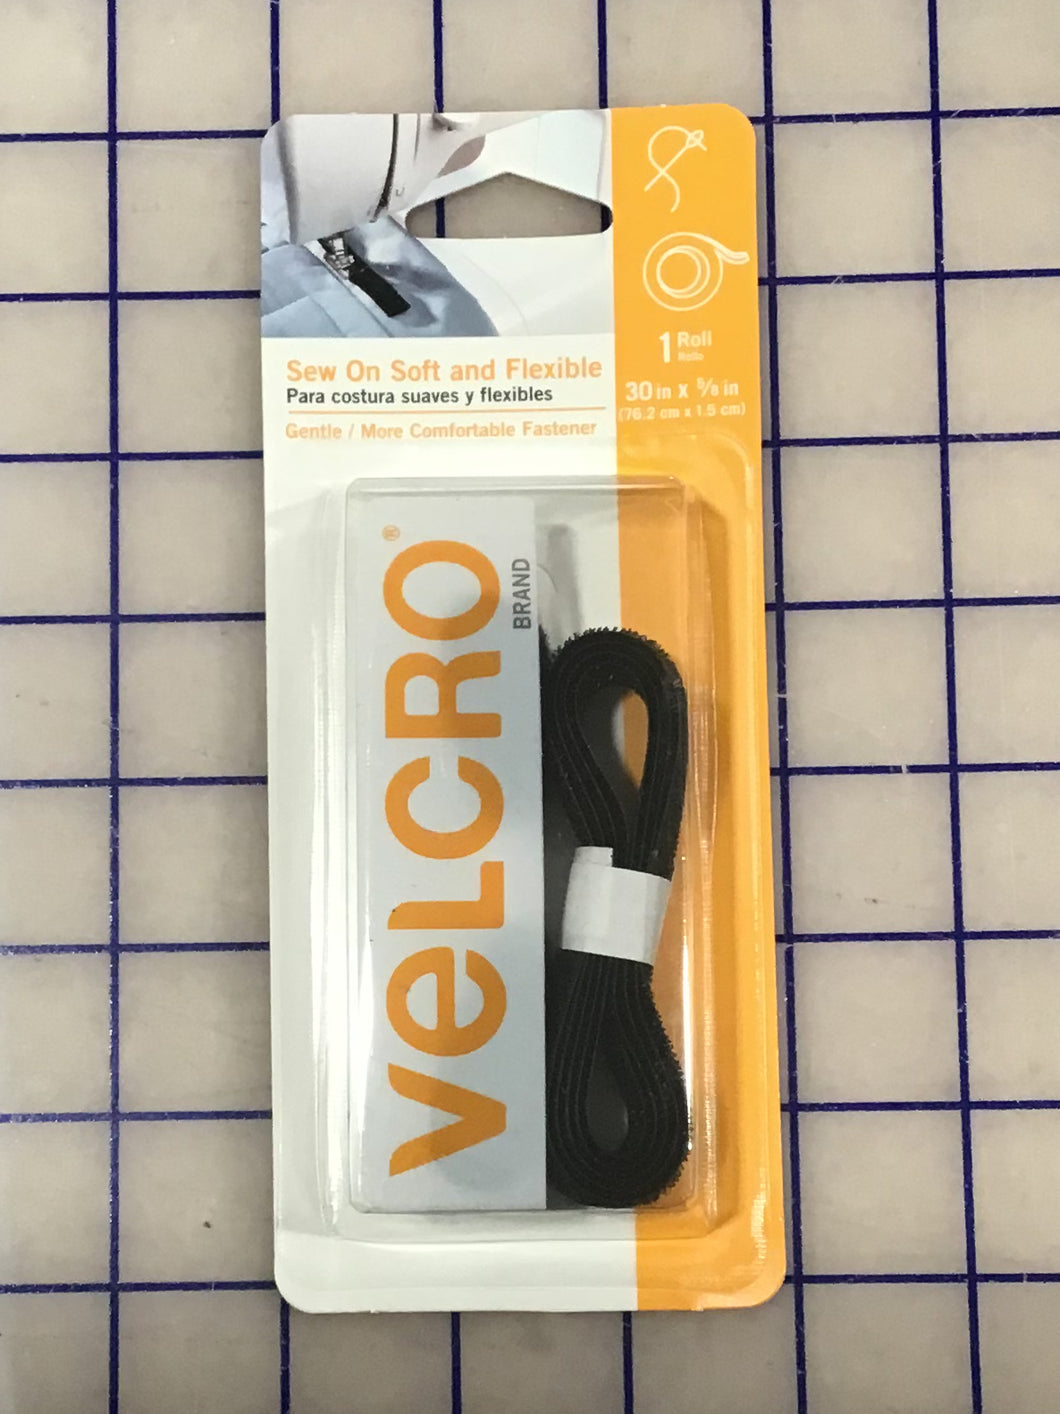 Sew On Soft and Flexible
Para costura suaves y flexibles
Gentle / More Comfortable Fastener
1 Roll
Rollo
30 in x 5/8 in
(76.2 cm x 1.5 cm)
VeLCRO®
BRAND